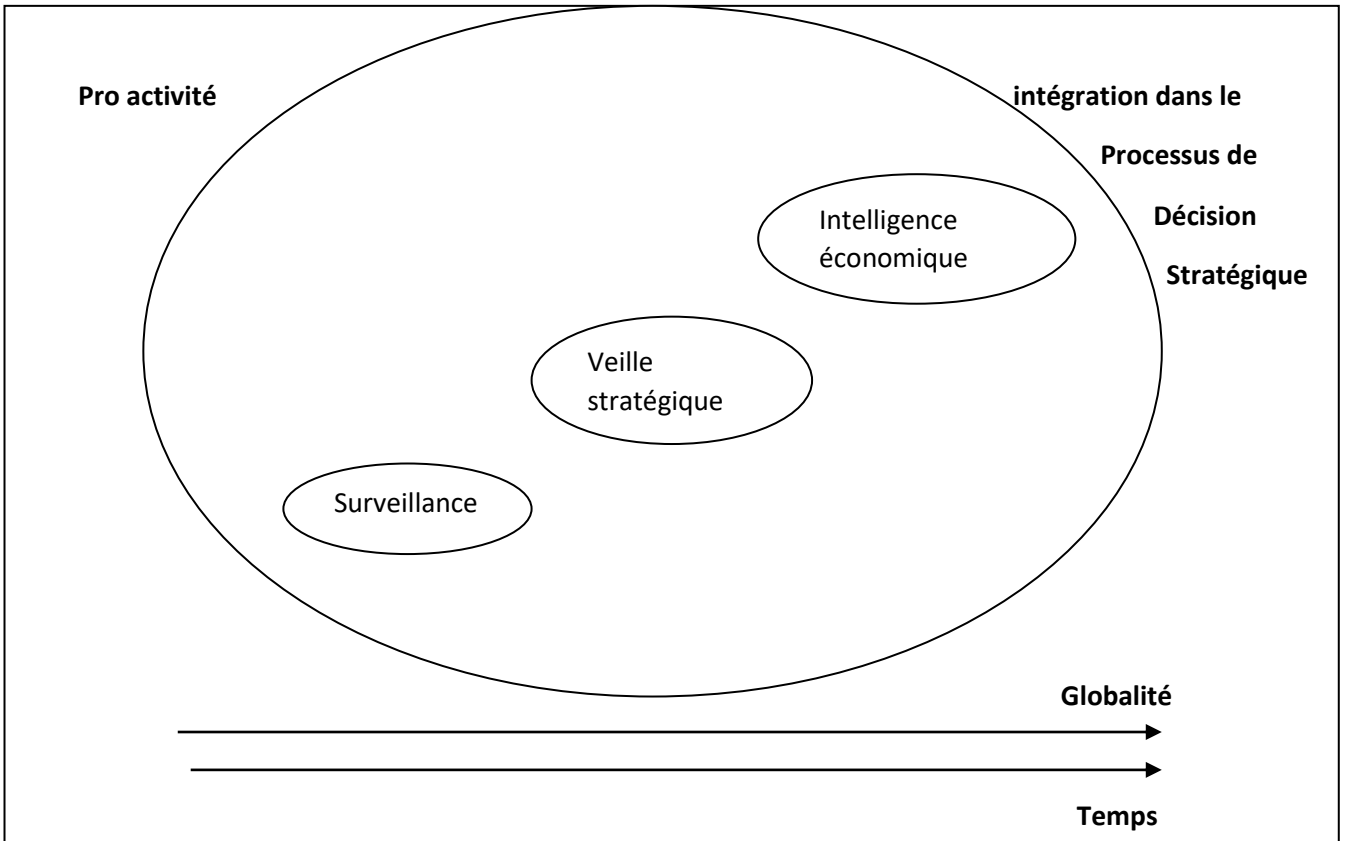 Pro activité
intégration dans le
Processus de
Décision
Stratégique
Intelligence
économique
Veille
stratégique
Surveillance
Globalité
Temps